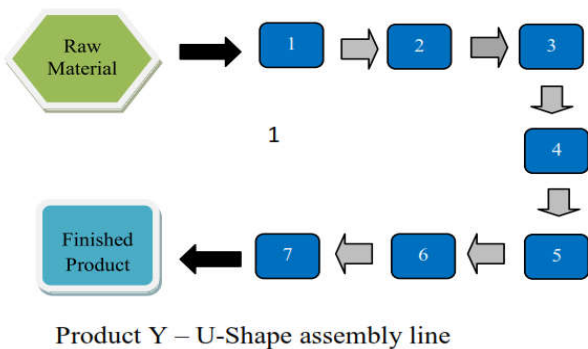 Raw
Material
1
2
3
1
4
Finished
Product
7
6
5
Product Y – U-Shape assembly line